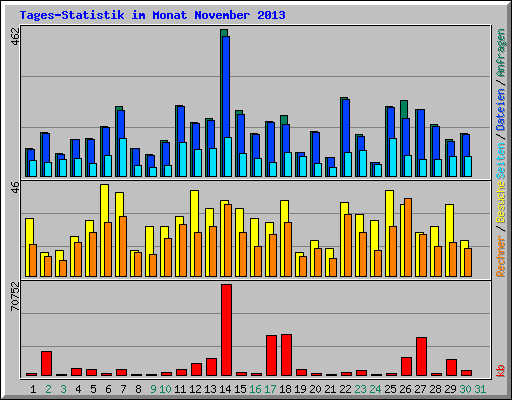 Tages-Statistik im Monat November 2013
462
46
70752
Rechner / Besuche Seiten / Dateien / Anfragen
kb
1 2 3 4 5 6 7 8 9 10 11 12 13 14 15 16 17 18 19 20 21 22 23 24 25 26 27 28 29 30 31